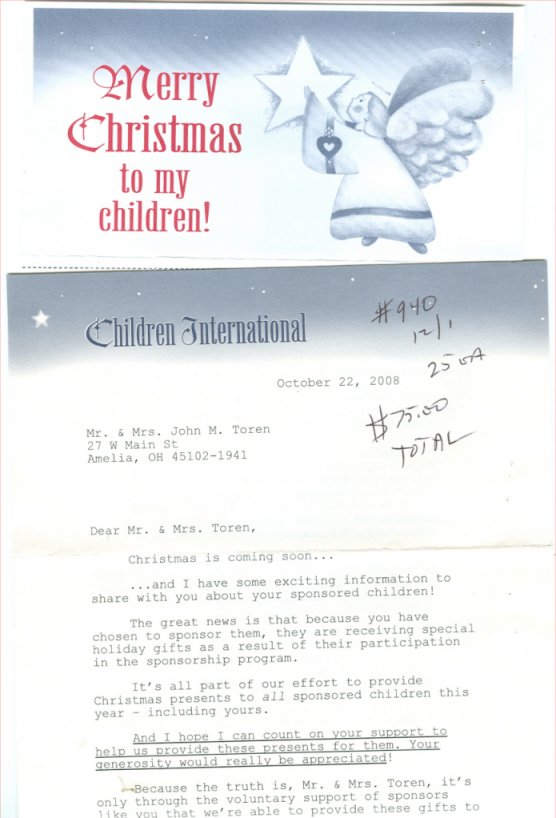 Merry
Christmas
to my
children!
Children International
#940
12/1
25 EA
October 22, 2008
$75.00
TOTAL
Mr. & Mrs. John M. Toren
27 W Main St
Amelia, OH 45102-1941
Dear Mr. & Mrs. Toren,
Christmas is coming soon...
...and I have some exciting information to
share with you about your sponsored children!
The great news is that because you have
chosen to sponsor them, they are receiving special
holiday gifts as a result of their participation
in the sponsorship program.
It's all part of our effort to provide
Christmas presents to all sponsored children this
year – including yours.
And I hope I can count on your support to
help us provide these presents for them. Your
generosity would really be appreciated!
Because the truth is, Mr. & Mrs. Toren, it's
only through the voluntary support of sponsors
like you that we're able to provide these gifts to